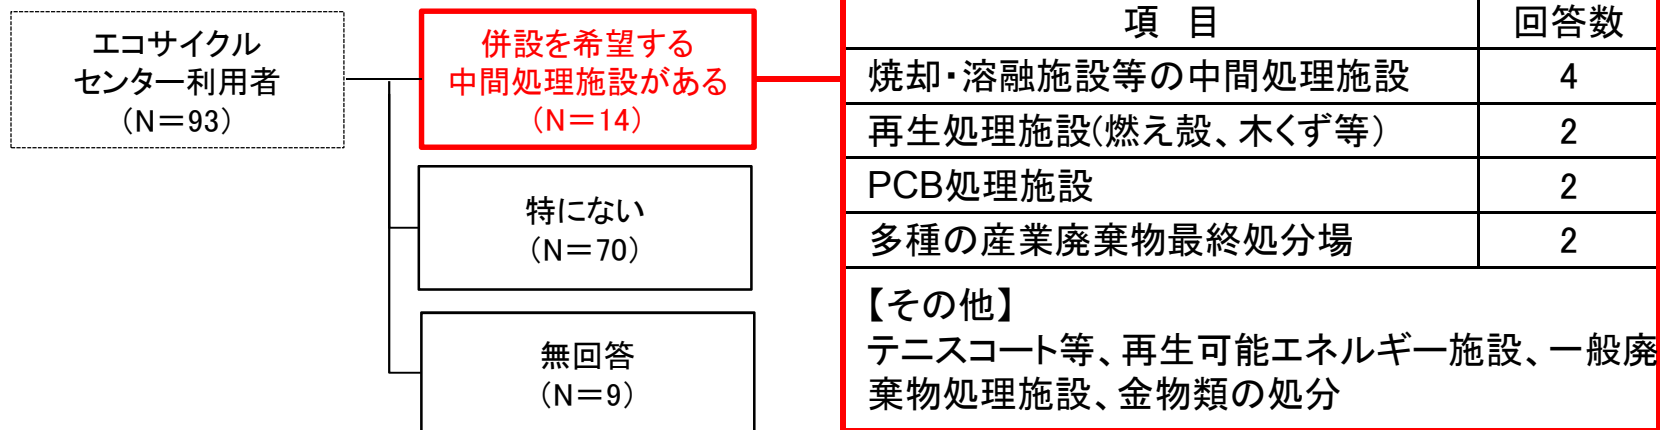 エコサイクル
センター利用者
（N＝93）
併設を希望する
中間処理施設がある
（N＝14）
特にない
（N＝70）
無回答
（N＝9）
項　目 回答数
焼却・溶融施設等の中間処理施設 4
再生処理施設(燃え殻、木くず等） 2
PCB処理施設 2
多種の産業廃棄物最終処分場 2
【その他】
テニスコート等、再生可能エネルギー施設、一般廃
棄物処理施設、金物類の処分